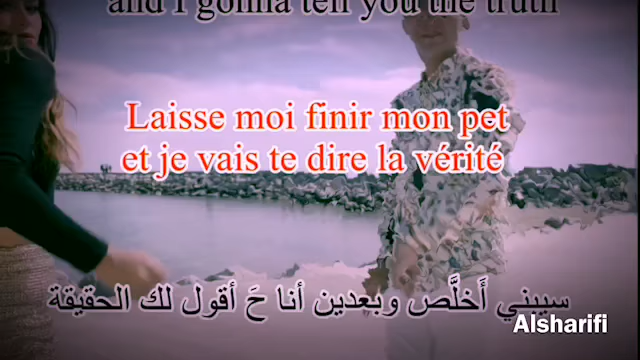 and I gonna tell you the truth
Laisse moi finir mon pet
et je vais te dire la vérité
سيبني أَخلَّص وبعدين أنا حَ أقول لك الحقيقة
Alsharifi